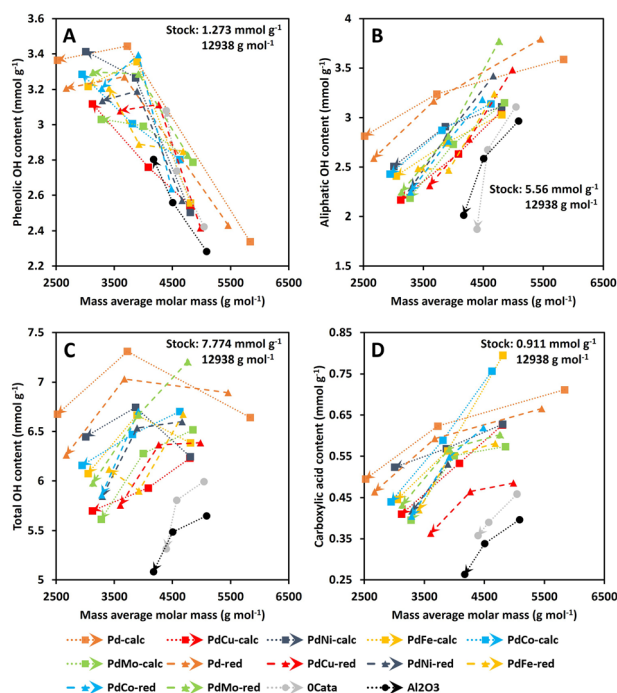 A
Stock: 1.273 mmol g⁻¹
12938 g mol⁻¹
Phenolic OH content (mmol g⁻¹)
3.6
3.4
3.2
3
2.8
2.6
2.4
2.2
2500 3500 4500 5500 6500
Mass average molar mass (g mol⁻¹)
B
Stock: 5.56 mmol g⁻¹
12938 g mol⁻¹
Aliphatic OH content (mmol g⁻¹)
4
3.5
3
2.5
2
1.5
2500 3500 4500 5500 6500
Mass average molar mass (g mol⁻¹)
C
Stock: 7.774 mmol g⁻¹
12938 g mol⁻¹
Total OH content (mmol g⁻¹)
7.5
7
6.5
6
5.5
5
2500 3500 4500 5500 6500
Mass average molar mass (g mol⁻¹)
D
Stock: 0.911 mmol g⁻¹
12938 g mol⁻¹
Carboxylic acid content (mmol g⁻¹)
0.85
0.75
0.65
0.55
0.45
0.35
0.25
2500 3500 4500 5500 6500
Mass average molar mass (g mol⁻¹)
Pd-calc PdCu-calc PdNi-calc PdFe-calc PdCo-calc
PdMo-calc Pd-red PdCu-red PdNi-red PdFe-red
PdCo-red PdMo-red 0Cata Al2O3